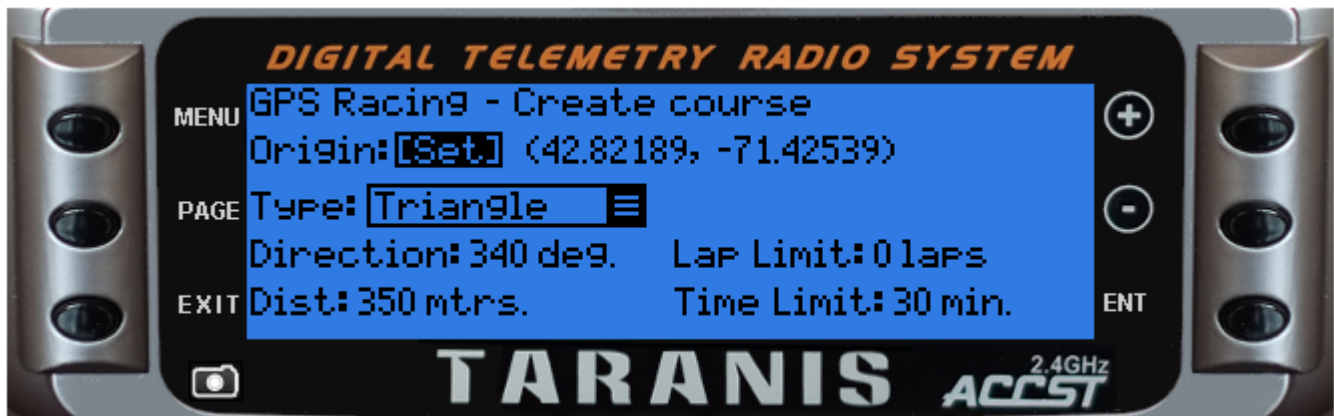 DIGITAL TELEMETRY RADIO SYSTEM
MENU
GPS Racing - Create course
Origin:[Set] (42.82189, -71.42539)
PAGE
Type: Triangle
Direction: 340 deg. Lap Limit: 0 laps
EXIT
Dist: 350 mtrs. Time Limit: 30 min.
ENT
TARANIS
2.4GHz
ACCST